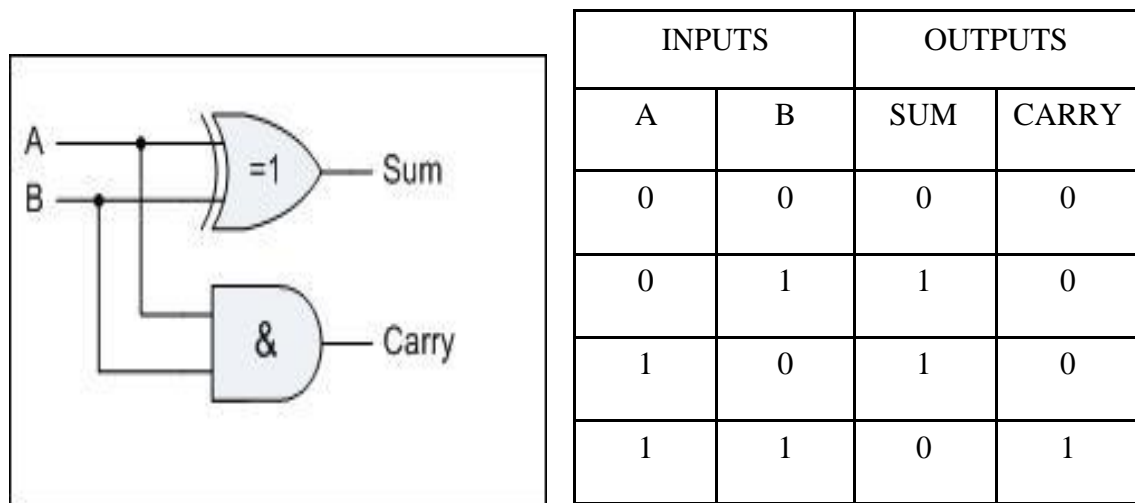 A
B
=1
Sum
&
Carry
INPUTS OUTPUTS
A B SUM CARRY
0 0 0 0
0 1 1 0
1 0 1 0
1 1 0 1